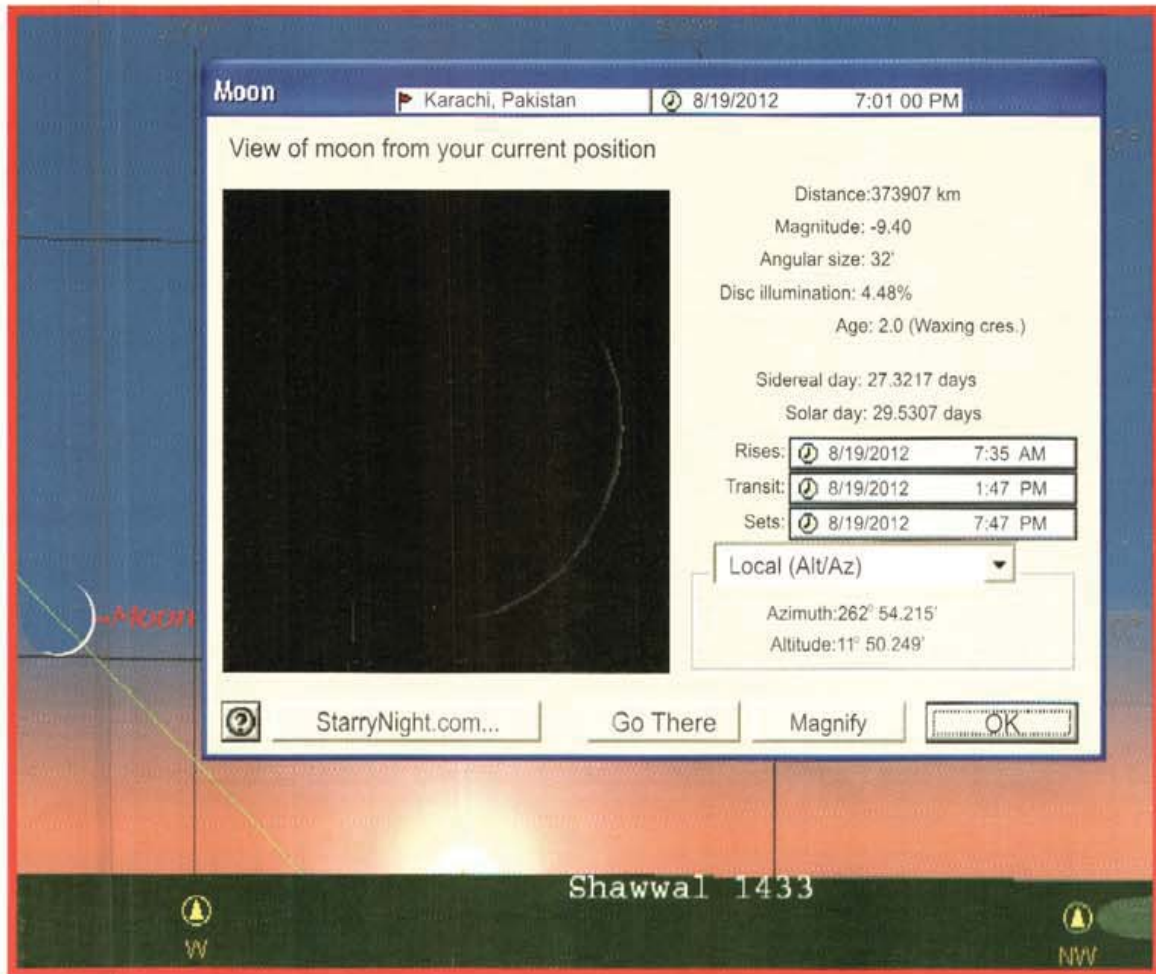 Moon
Karachi, Pakistan 8/19/2012 7:01 00 PM
View of moon from your current position
Distance:373907 km
Magnitude: -9.40
Angular size: 32'
Disc illumination: 4.48%
Age: 2.0 (Waxing cres.)
Sidereal day: 27.3217 days
Solar day: 29.5307 days
Rises: 8/19/2012 7:35 AM
Transit: 8/19/2012 1:47 PM
Sets: 8/19/2012 7:47 PM
Local (Alt/Az)
Azimuth:262° 54.215'
Altitude:11° 50.249'
Moon
StarryNight.com... Go There Magnify OK
Shawwal 1433
W
NW